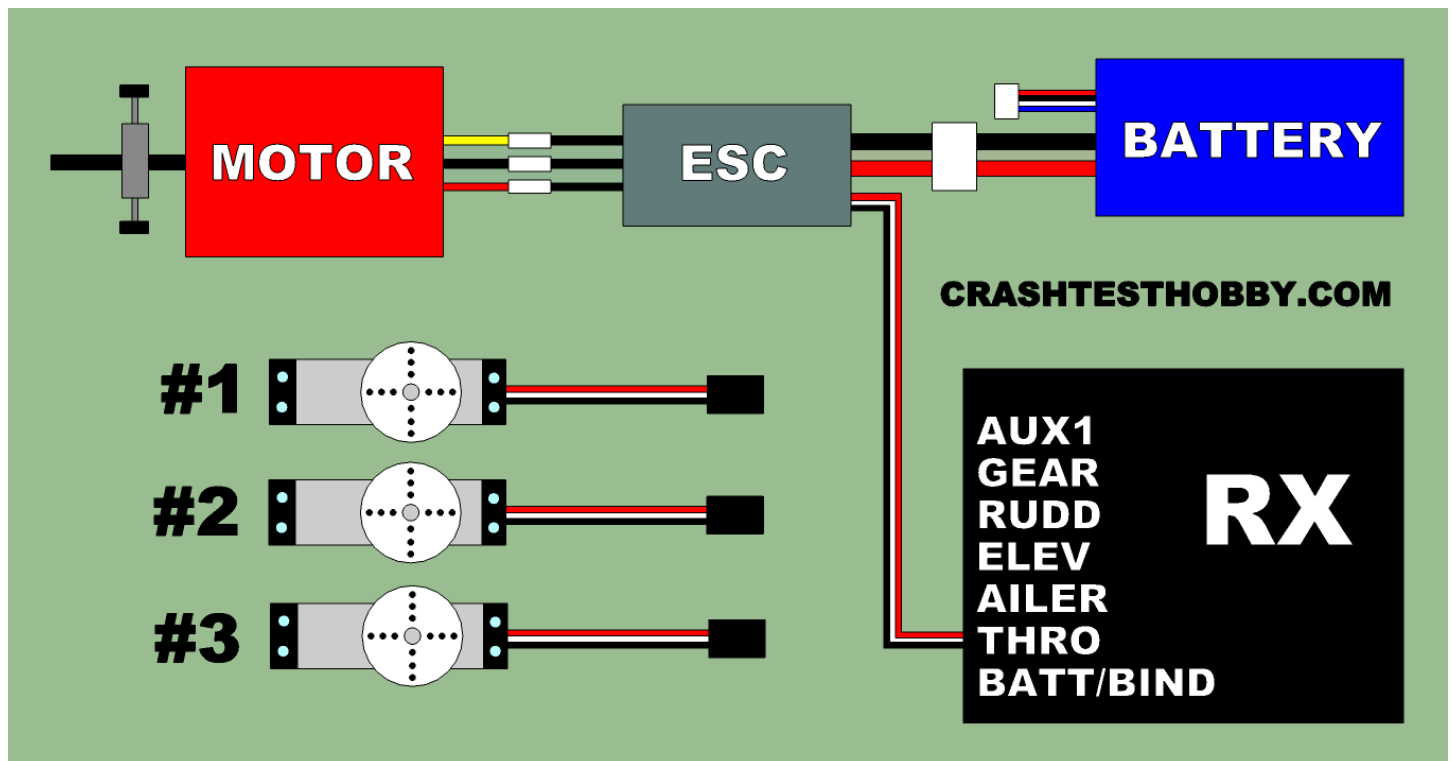 MOTOR
ESC
BATTERY
CRASHTESTHOBBY.COM
#1
#2
#3
AUX1
GEAR
RUDD
ELEV
AILER
THRO
BATT/BIND
RX